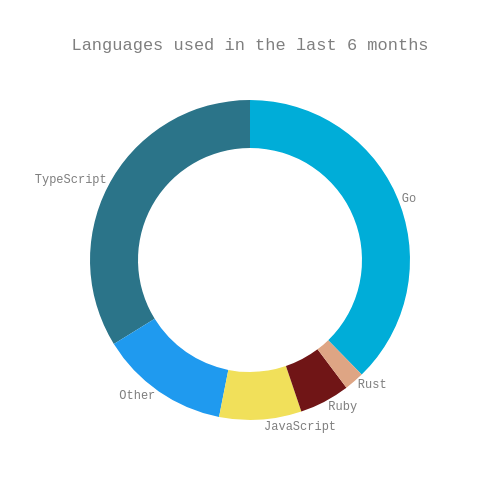 Languages used in the last 6 months
TypeScript
Go
Rust
Other
Ruby
JavaScript